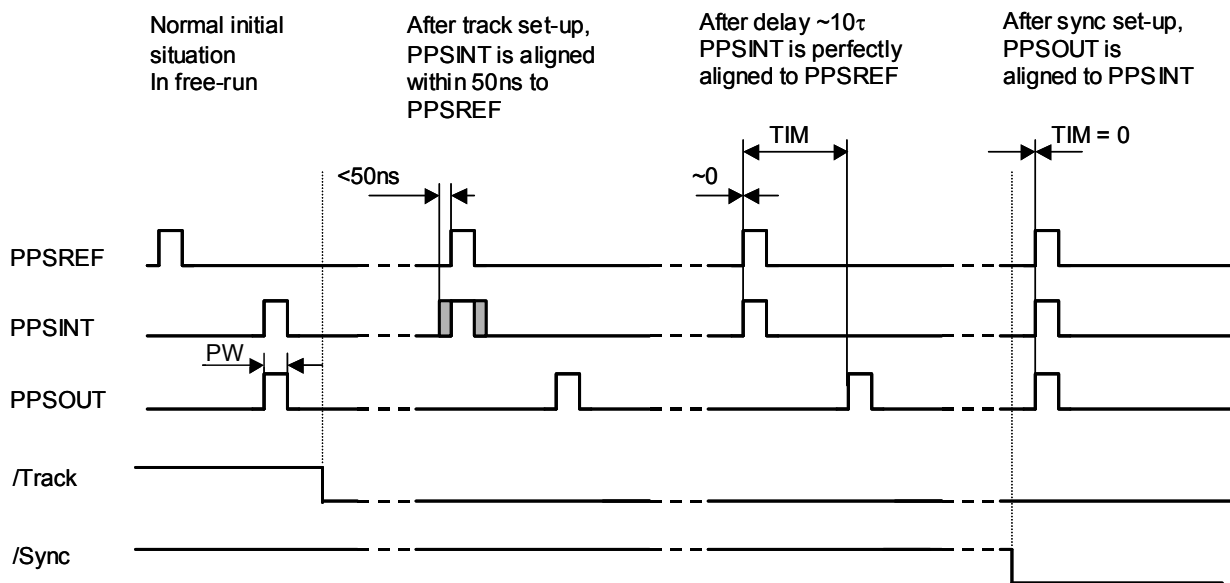 Normal initial
situation
In free-run
After track set-up,
PPSINT is aligned
within 50ns to
PPSREF
After delay ~10τ
PPSINT is perfectly
aligned to PPSREF
After sync set-up,
PPSOUT is
aligned to PPSINT
TIM
TIM = 0
<50ns
~0
PPSREF
PPSINT
PW
PPSOUT
/Track
/Sync